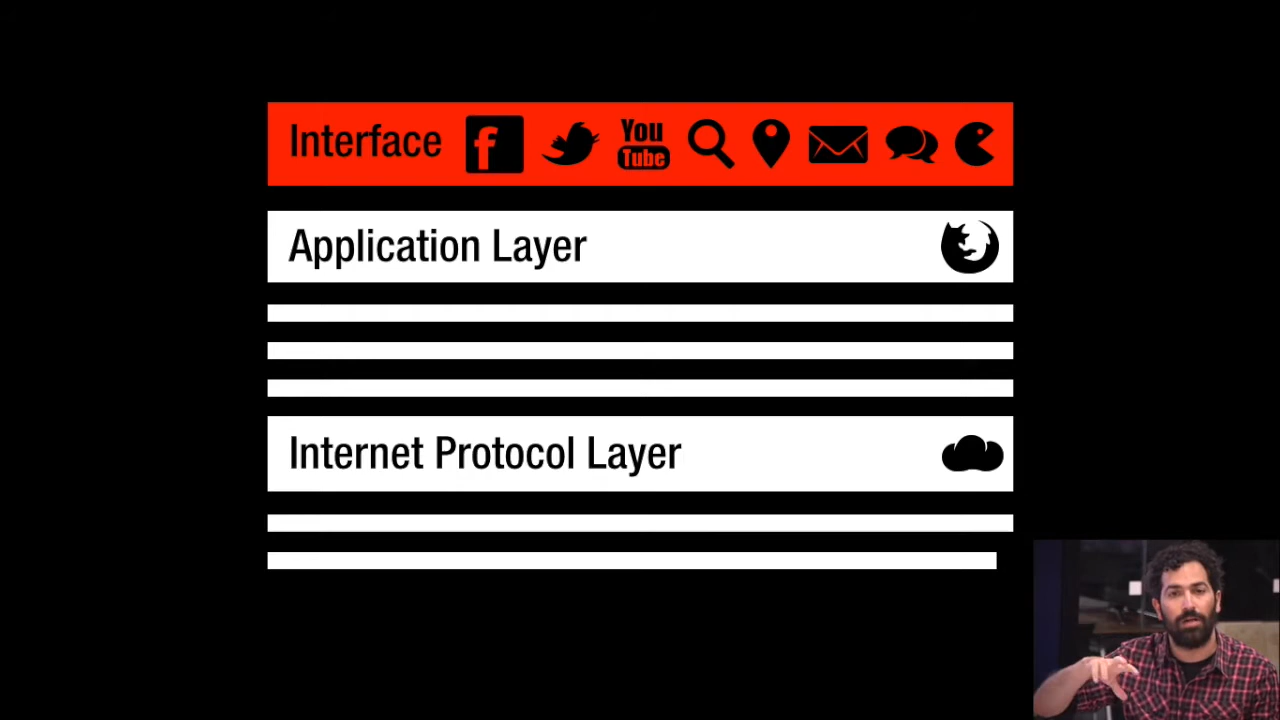 Interface
f
You
Tube
Application Layer
Internet Protocol Layer